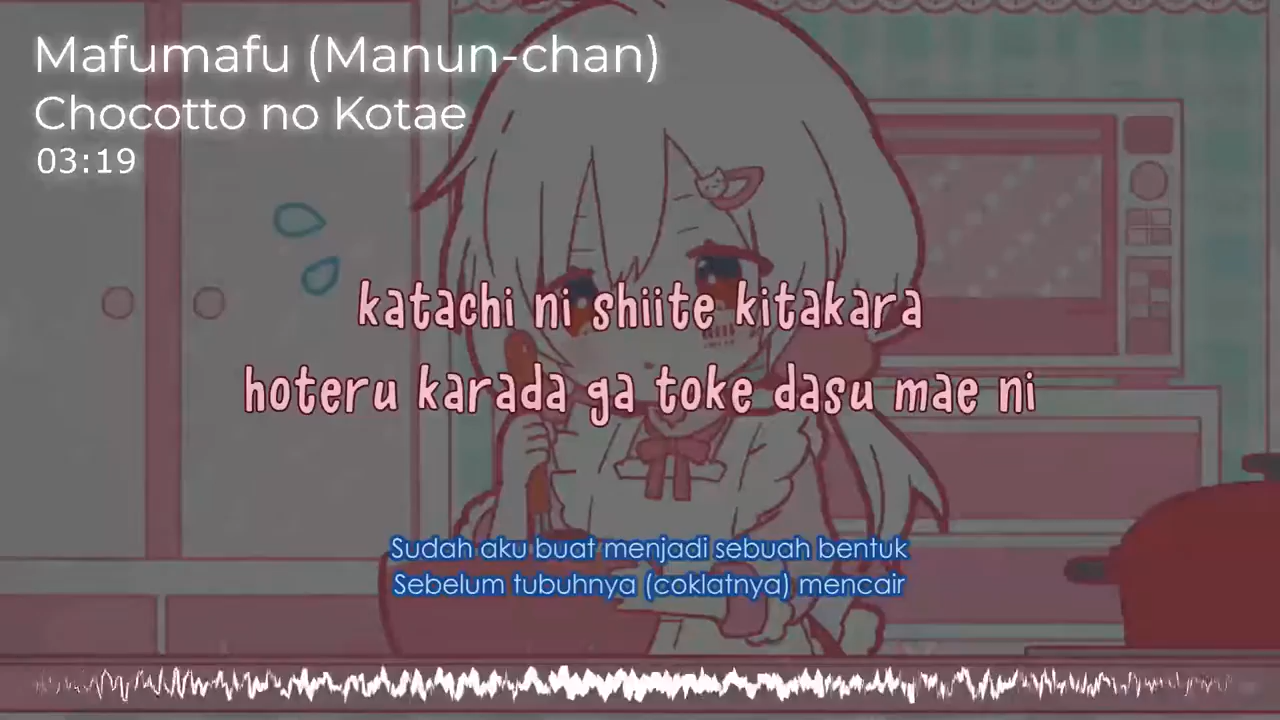 Mafumafu (Manun-chan)
Chocotto no Kotae
03:19
katachi ni shiite kitakara
hoteru karada ga toke dasu mae ni
Sudah aku buat menjadi sebuah bentuk
Sebelum tubuhnya (coklatnya) mencair